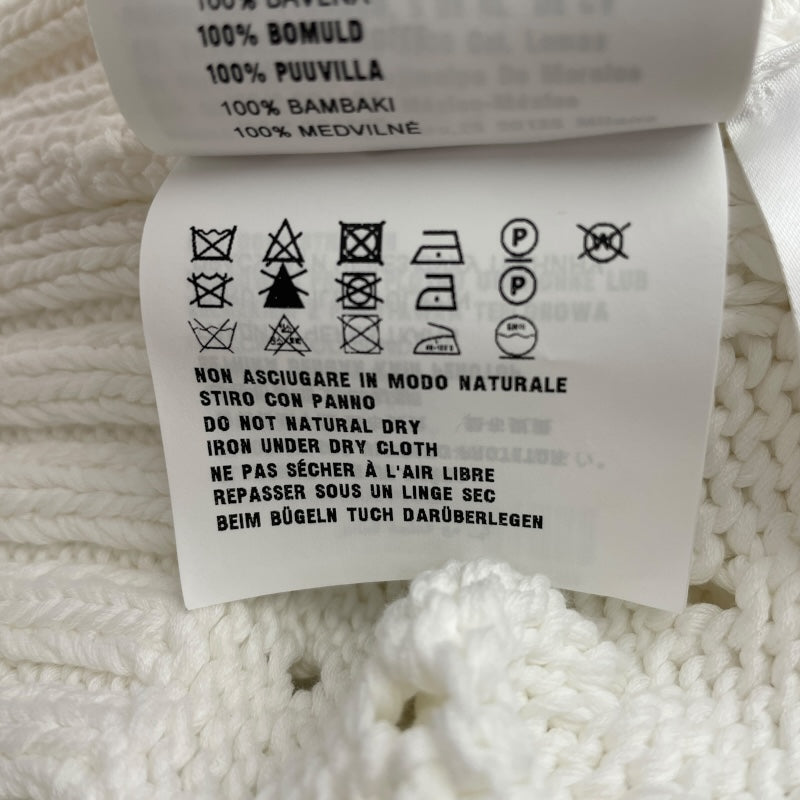 100% BAVLNA
100% BOMULD
100% PUUVILLA
100% BAMBAKI
100% MEDVILNĖ
P
W
P
NON ASCIUGARE IN MODO NATURALE
STIRO CON PANNO
DO NOT NATURAL DRY
IRON UNDER DRY CLOTH
NE PAS SÉCHER À L'AIR LIBRE
REPASSER SOUS UN LINGE SEC
BEIM BÜGELN TUCH DARÜBERLEGEN